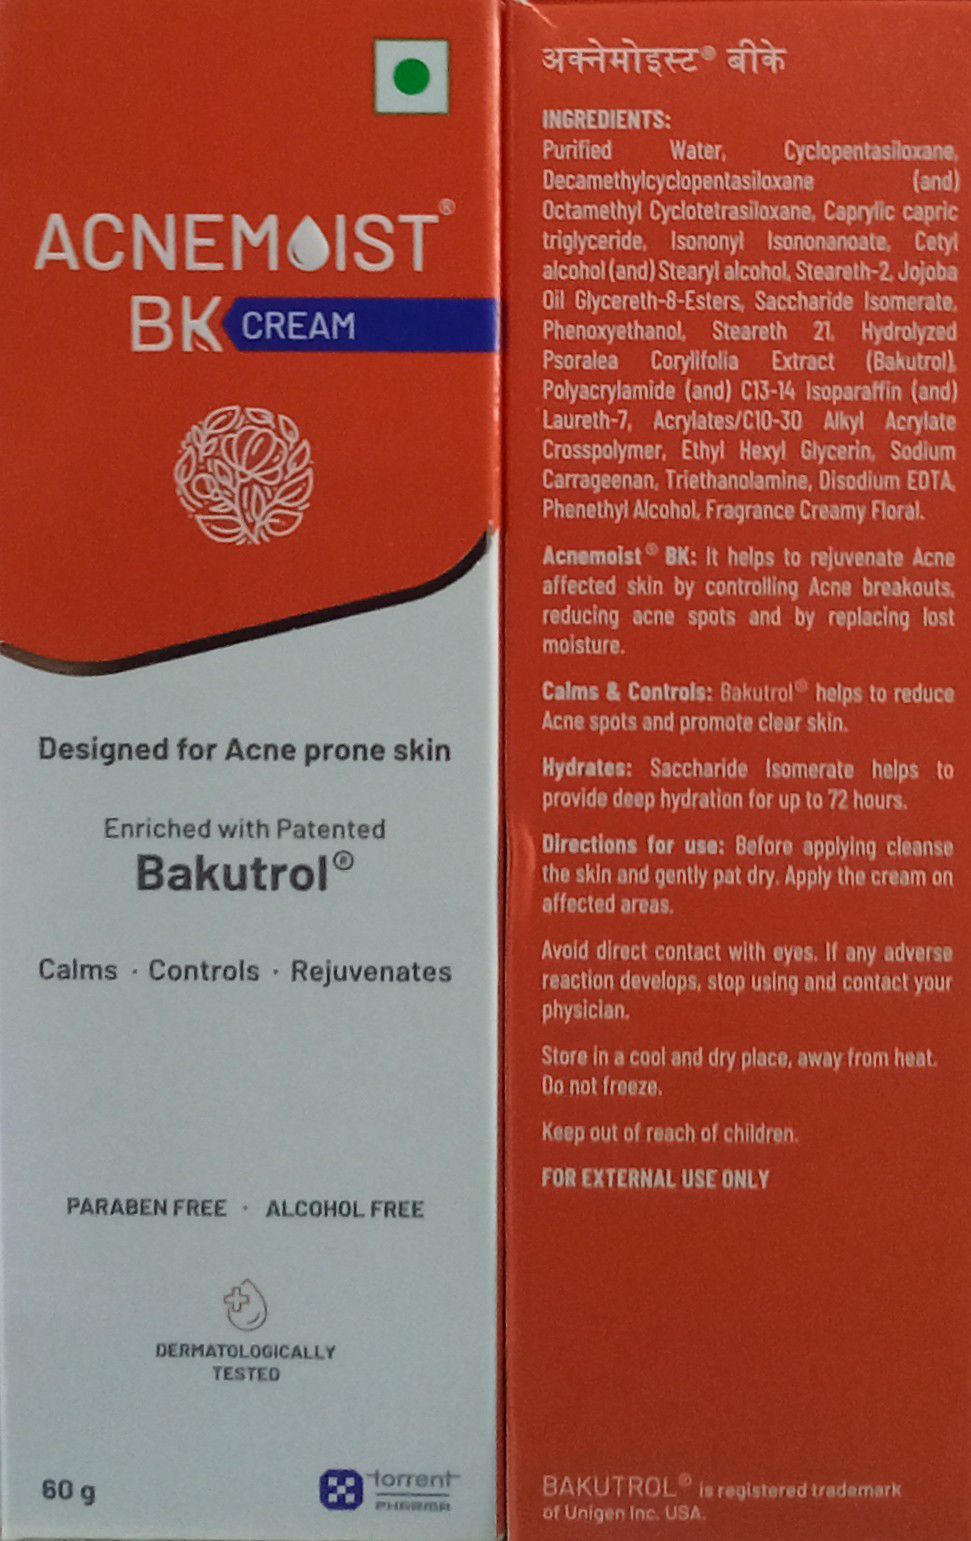 ACNEMOIST®
BK CREAM
Designed for Acne prone skin
Enriched with Patented
Bakutrol®
Calms · Controls · Rejuvenates
PARABEN FREE · ALCOHOL FREE
DERMATOLOGICALLY
TESTED
60 g
torrent
PHARMA
अक्नेमोइस्ट® बीके
INGREDIENTS:
Purified Water, Cyclopentasiloxane,
Decamethylcyclopentasiloxane (and)
Octamethyl Cyclotetrasiloxane, Caprylic capric
triglyceride, Isononyl Isononanoate, Cetyl
alcohol (and) Stearyl alcohol, Steareth-2, Jojoba
Oil Glycereth-8-Esters, Saccharide Isomerate,
Phenoxyethanol, Steareth 21, Hydrolyzed
Psoralea Corylifolia Extract (Bakutrol),
Polyacrylamide (and) C13-14 Isoparaffin (and)
Laureth-7, Acrylates/C10-30 Alkyl Acrylate
Crosspolymer, Ethyl Hexyl Glycerin, Sodium
Carrageenan, Triethanolamine, Disodium EDTA,
Phenethyl Alcohol, Fragrance Creamy Floral.
Acnemoist® BK: It helps to rejuvenate Acne
affected skin by controlling Acne breakouts,
reducing acne spots and by replacing lost
moisture.
Calms & Controls: Bakutrol® helps to reduce
Acne spots and promote clear skin.
Hydrates: Saccharide Isomerate helps to
provide deep hydration for up to 72 hours.
Directions for use: Before applying cleanse
the skin and gently pat dry. Apply the cream on
affected areas.
Avoid direct contact with eyes. If any adverse
reaction develops, stop using and contact your
physician.
Store in a cool and dry place, away from heat.
Do not freeze.
Keep out of reach of children.
FOR EXTERNAL USE ONLY
BAKUTROL® is registered trademark
of Unigen Inc. USA.